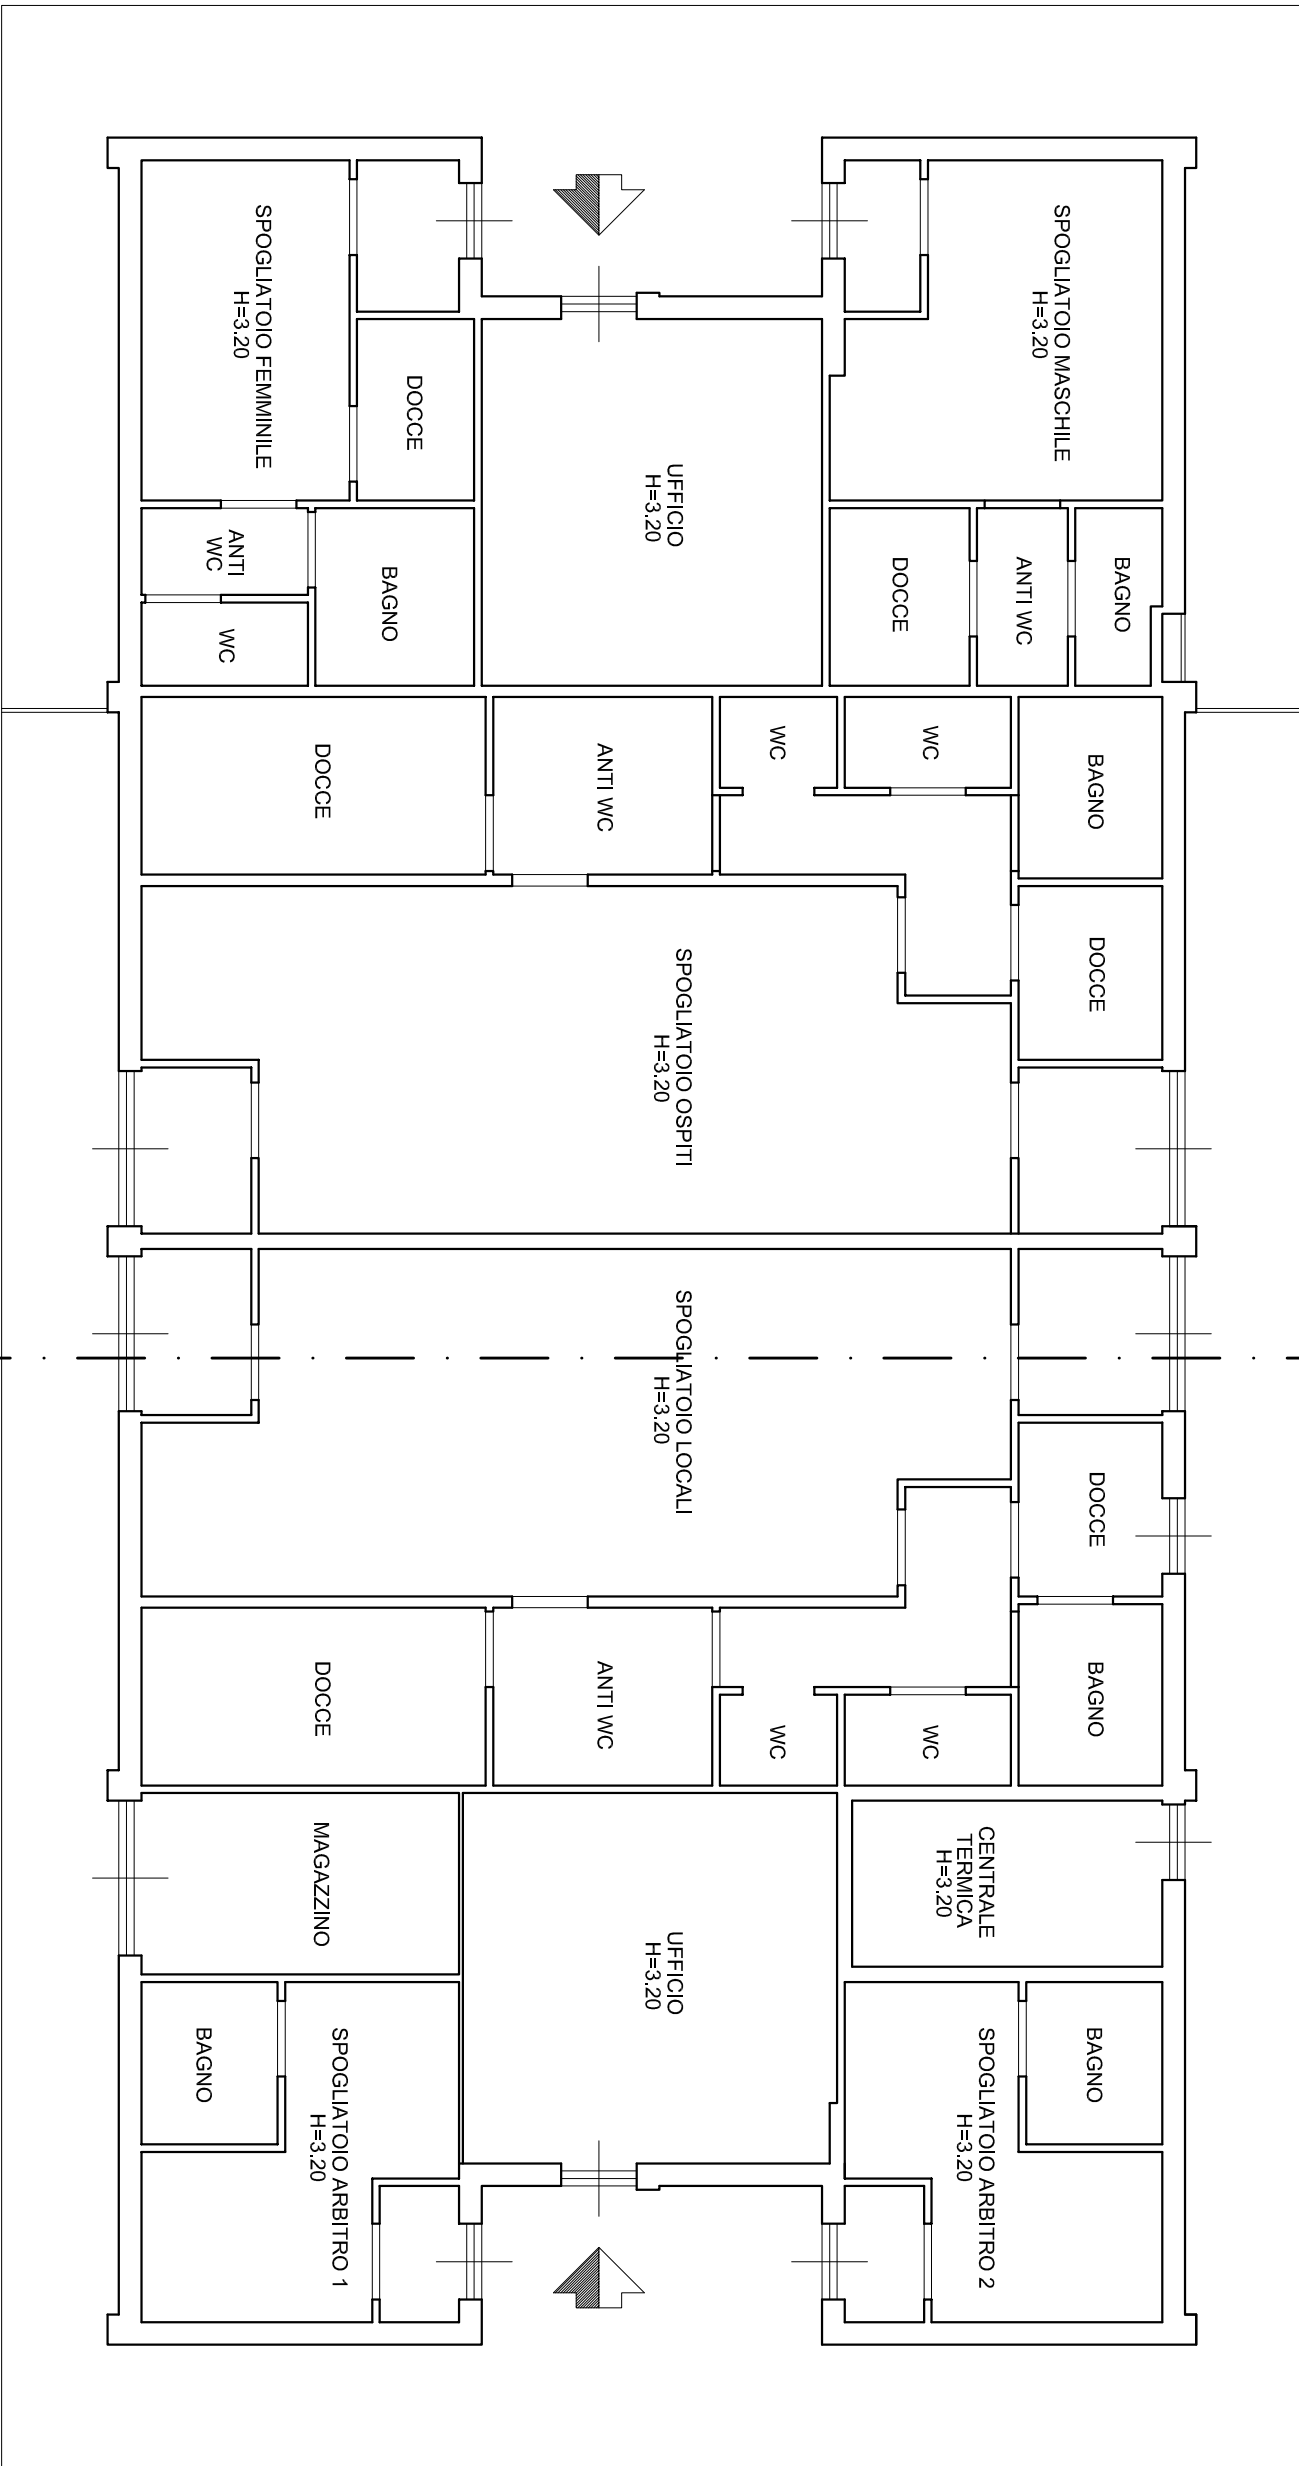 SPOGLIATOIO MASCHILE
H=3.20
BAGNO
ANTI WC
DOCCE
UFFICIO
H=3.20
DOCCE
BAGNO
SPOGLIATOIO FEMMINILE
H=3.20
ANTI
WC
WC
BAGNO
WC
WC
ANTI WC
DOCCE
DOCCE
SPOGLIATOIO OSPITI
H=3.20
SPOGLIATOIO LOCALI
H=3.20
DOCCE
BAGNO
WC
WC
ANTI WC
DOCCE
CENTRALE
TERMICA
H=3.20
UFFICIO
H=3.20
MAGAZZINO
BAGNO
SPOGLIATOIO ARBITRO 2
H=3.20
SPOGLIATOIO ARBITRO 1
H=3.20
BAGNO